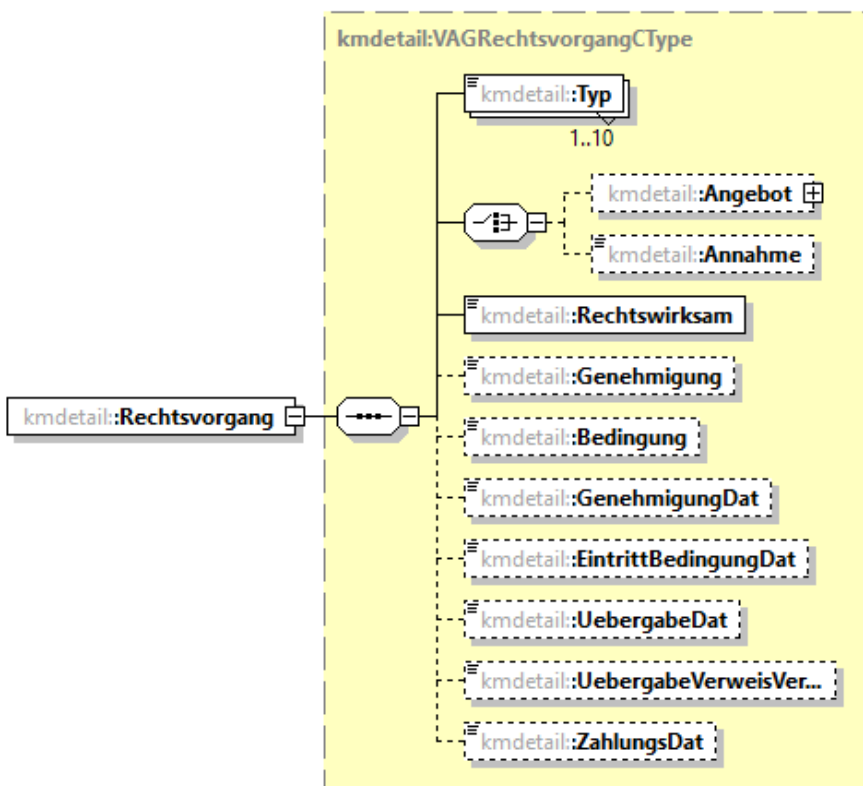 kmdetail:VAGRechtsvorgangCType
kmdetail::Typ
1..10
kmdetail::Angebot
kmdetail::Annahme
kmdetail::Rechtswirksam
kmdetail::Genehmigung
kmdetail::Rechtsvorgang
kmdetail::Bedingung
kmdetail::GenehmigungDat
kmdetail::EintrittBedingungDat
kmdetail::UebergabeDat
kmdetail::UebergabeVerweisVer...
kmdetail::ZahlungsDat